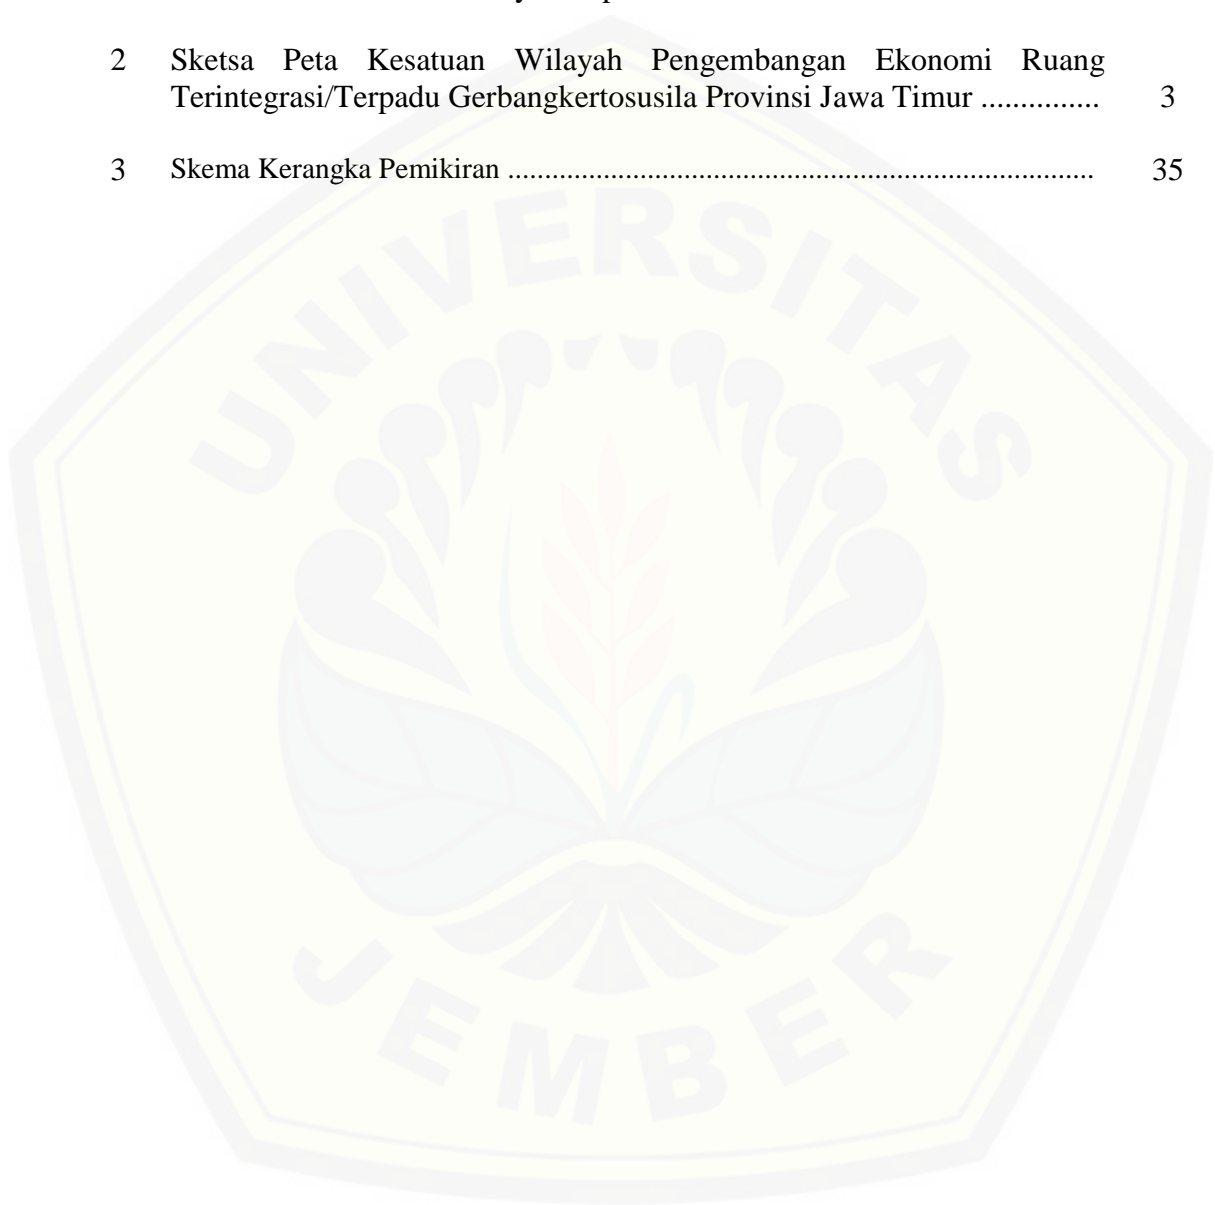 2 Sketsa Peta Kesatuan Wilayah Pengembangan Ekonomi Ruang
Terintegrasi/Terpadu Gerbangkertosusila Provinsi Jawa Timur ............... 3
3 Skema Kerangka Pemikiran ................................................................................ 35
UNIVERSITAS
JEMBER